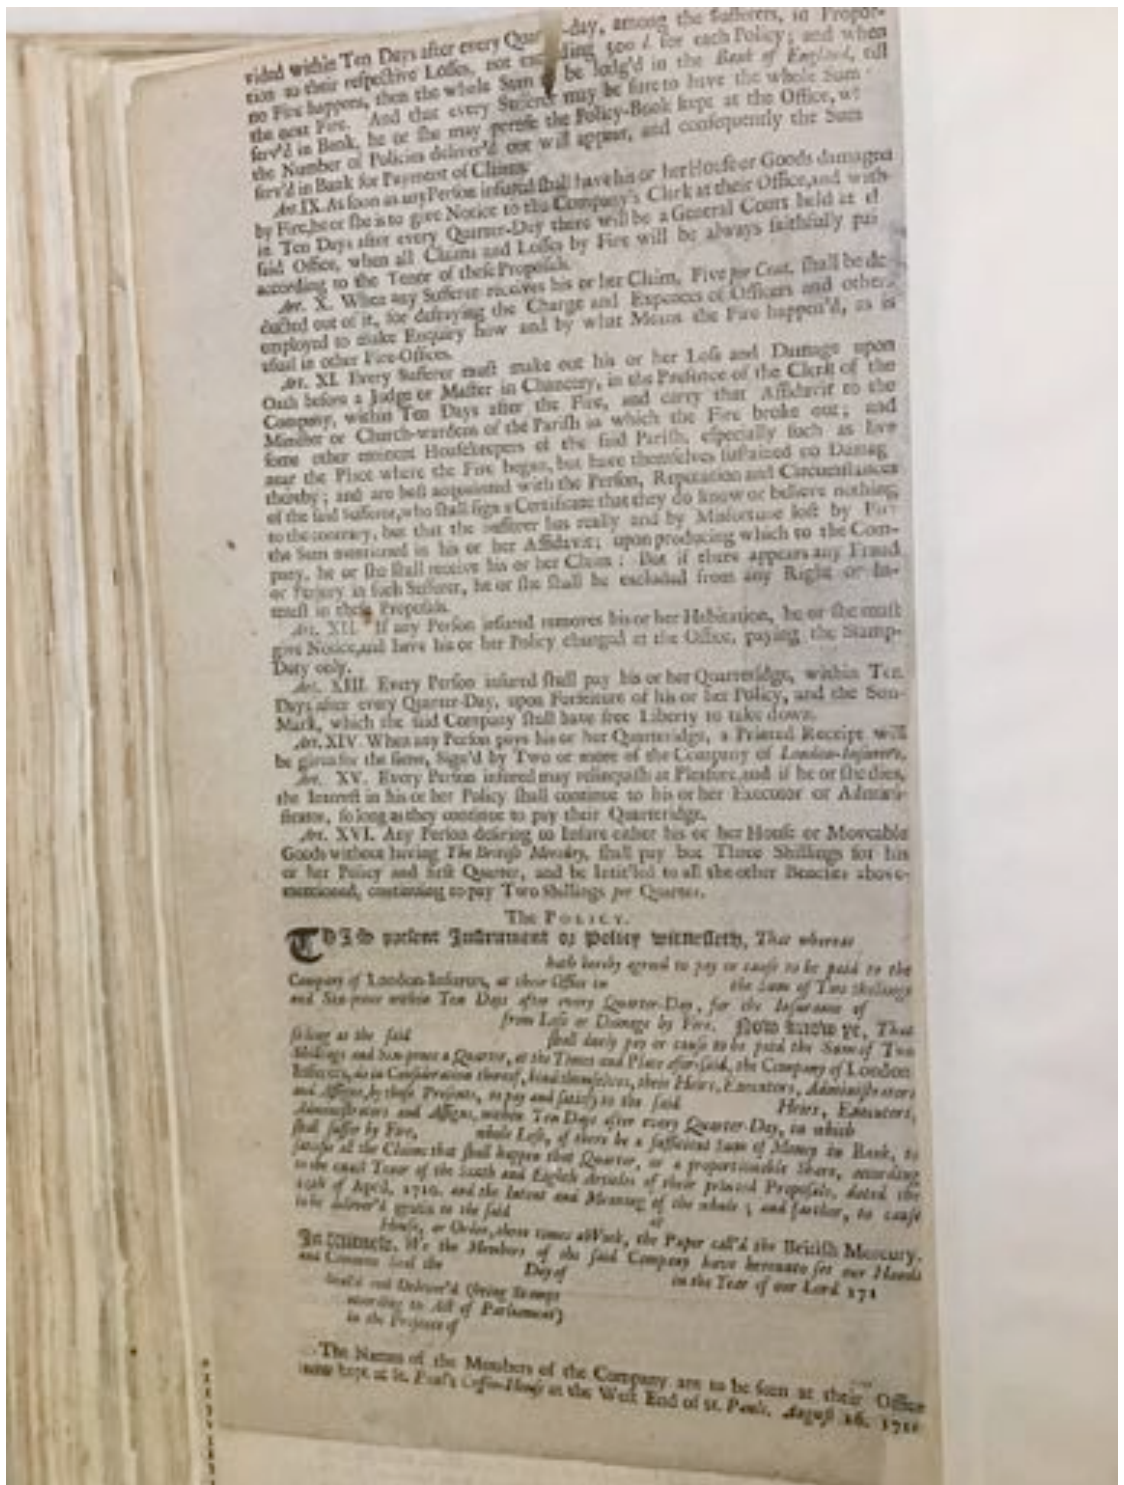 vided within Ten Days after every Quar -day, among the Sufferers, in Propor-
tion to their respective Losses, not ex ding 500 l for each Policy; and when
no Fire happens, then the whole Sum be lodg'd in the Bank of England, till
the next Fire. And that every Sufferer may be sure to have the whole Sum
serv'd in Bank, he or she may peruse the Policy-Book kept at the Office, w
the Number of Policies deliver'd out will appear, and consequently the Sum
serv'd in Bank for Payment of Claims.
Art. IX. As soon as any Person insured shall have his or her House or Goods damaged
by Fire, he or she is to give Notice to the Company's Clerk at their Office, and with-
in Ten Days after every Quarter-Day there will be a General Court held at
said Office, when all Claims and Losses by Fire will be always faithfully pai
according to the Tenor of these Proposals.
Art. X. When any Sufferer receives his or her Claim, Five per Cent. shall be de
ducted out of it, for defraying the Charge and Expences of Officers and others
employed to make Enquiry how and by what Means the Fire happen'd, as is
usual in other Fire-Offices.
Art. XI. Every Sufferer must make out his or her Loss and Damage upon
Oath before a Judge or Master in Chancery, in the Presence of the Clerk of the
Company, within Ten Days after the Fire, and carry that Affidavit to the
Minister or Church-wardens of the Parish in which the Fire broke out; and
some other eminent Housekeepers of the said Parish, especially such as live
near the Place where the Fire began, but have themselves sustained no Damag
thereby; and are best acquainted with the Person, Reputation and Circumstances
of the said Sufferer, who shall sign a Certificate that they do know or believe nothing
to the contrary, but that the Sufferer has really and by Misfortune lost by Fire
the Sum mentioned in his or her Affidavit; upon producing which to the Com-
pany, he or she shall receive his or her Claim: But if there appears any Fraud
or Perjury in such Sufferer, he or she shall be excluded from any Right or In-
terest in these Proposals.
Art. XII. If any Person insured removes his or her Habitation, he or she must
give Notice, and have his or her Policy changed at the Office, paying the Stamp-
Duty only.
Art. XIII. Every Person insured shall pay his or her Quarteridge, within Ten
Days after every Quarter-Day, upon Forfeiture of his or her Policy, and the Sun-
Mark, which the said Company shall have free Liberty to take down.
Art. XIV. When any Person pays his or her Quarteridge, a Printed Receipt will
be given for the same, Sign'd by Two or more of the Company of London-Insurers.
Art. XV. Every Person insured may relinquish at Pleasure, and if he or she dies,
the Interest in his or her Policy shall continue to his or her Executor or Admini-
strator, so long as they continue to pay their Quarteridge.
Art. XVI. Any Person desiring to Insure either his or her House or Moveable
Goods without having The British Mercury, shall pay but Three Shillings for his
or her Policy and first Quarter, and be Intitled to all the other Benefits above-
mentioned, continuing to pay Two Shillings per Quarter.
The POLICY.
THIS present Instrument or Policy witnesseth, That whereas
hath hereby agreed to pay or cause to be paid to the
Company of London-Insurers, at their Office in the Sum of Two Shillings
and Six-pence within Ten Days after every Quarter-Day, for the Insurance of
from Loss or Damage by Fire. Now know ye, That
so long as the said shall duely pay or cause to be paid the Sum of Two
Shillings and Six-pence a Quarter, at the Times and Place afor-said, the Company of London
Insurers, do in Consideration thereof, bind themselves, their Heirs, Executors, Administrators
and Assigns, by these Presents, to pay and satisfy to the said Heirs, Executors,
Administrators and Assigns, within Ten Days after every Quarter-Day, in which
shall suffer by Fire, whole Loss, if there be a sufficient Sum of Money in Bank, to
satisfie all the Claims that shall happen that Quarter, or a proportionable Share, according
to the exact Tenor of the Sixth and Eighth Articles of their printed Proposals, dated the
of April, 1710. and the Intent and Meaning of the whole; and farther, to cause
to be deliver'd gratis to the said at
House, or Order, three times a Week, the Paper call'd the British Mercury.
In witness, We the Members of the said Company have hereunto set our Hands
and Common Seal the Day of in the Year of our Lord 171
Seal'd and Deliver'd (being Stampt
according to Act of Parliament)
in the Presence of
The Names of the Members of the Company are to be seen at their Office
now kept at St. Paul's Coffee-House at the West End of St. Pauls. August 26. 1710